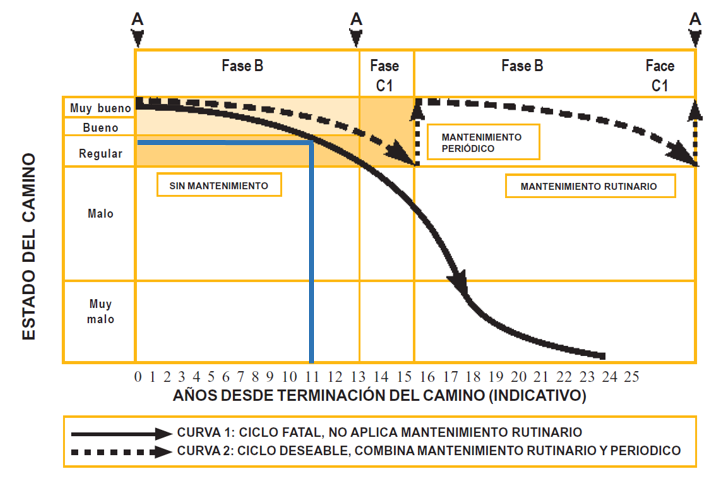 A A A
Fase B Fase C1 Fase B Face C1
Muy bueno
Bueno
Regular
Malo
Muy malo
ESTADO DEL CAMINO
MANTENIMIENTO PERIÓDICO
SIN MANTENIMIENTO
MANTENIMIENTO RUTINARIO
0 1 2 3 4 5 6 7 8 9 10 11 12 13 14 15 16 17 18 19 20 21 22 23 24 25
AÑOS DESDE TERMINACIÓN DEL CAMINO (INDICATIVO)
CURVA 1: CICLO FATAL, NO APLICA MANTENIMIENTO RUTINARIO
CURVA 2: CICLO DESEABLE, COMBINA MANTENIMIENTO RUTINARIO Y PERIODICO